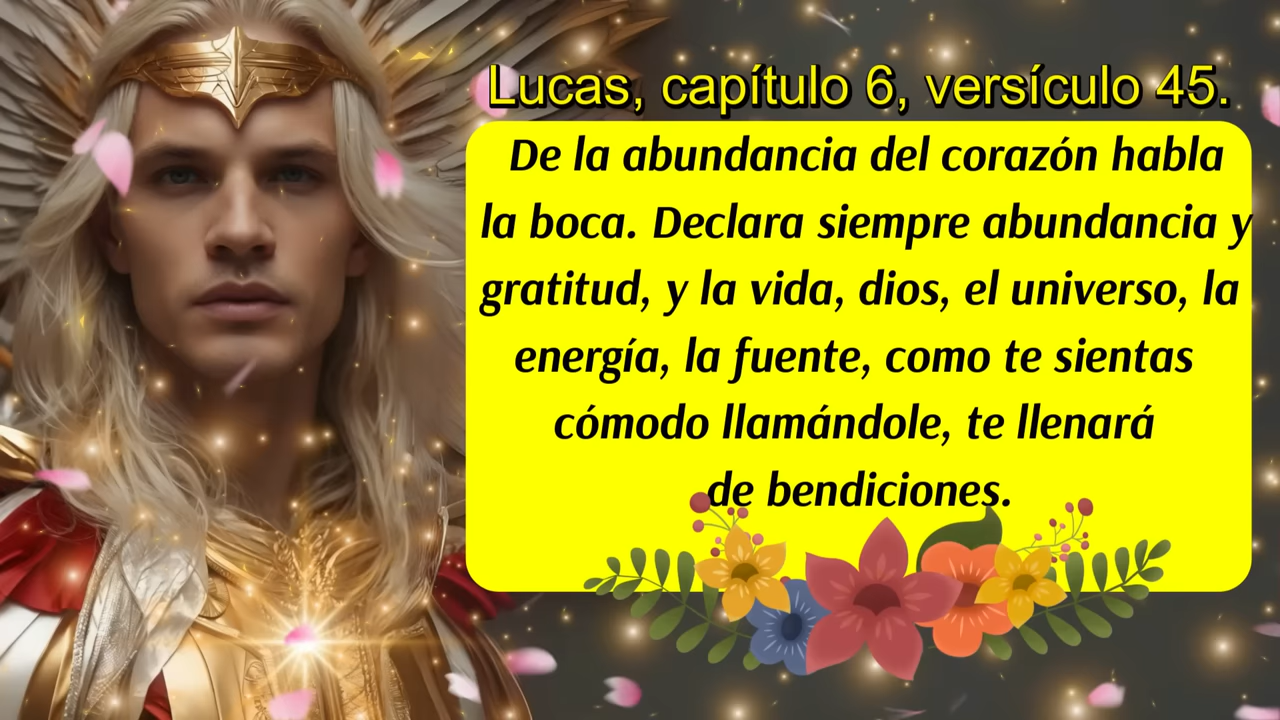 Lucas, capítulo 6, versículo 45.
De la abundancia del corazón habla
la boca. Declara siempre abundancia y
gratitud, y la vida, dios, el universo, la
energía, la fuente, como te sientas
cómodo llamándole, te llenará
de bendiciones.